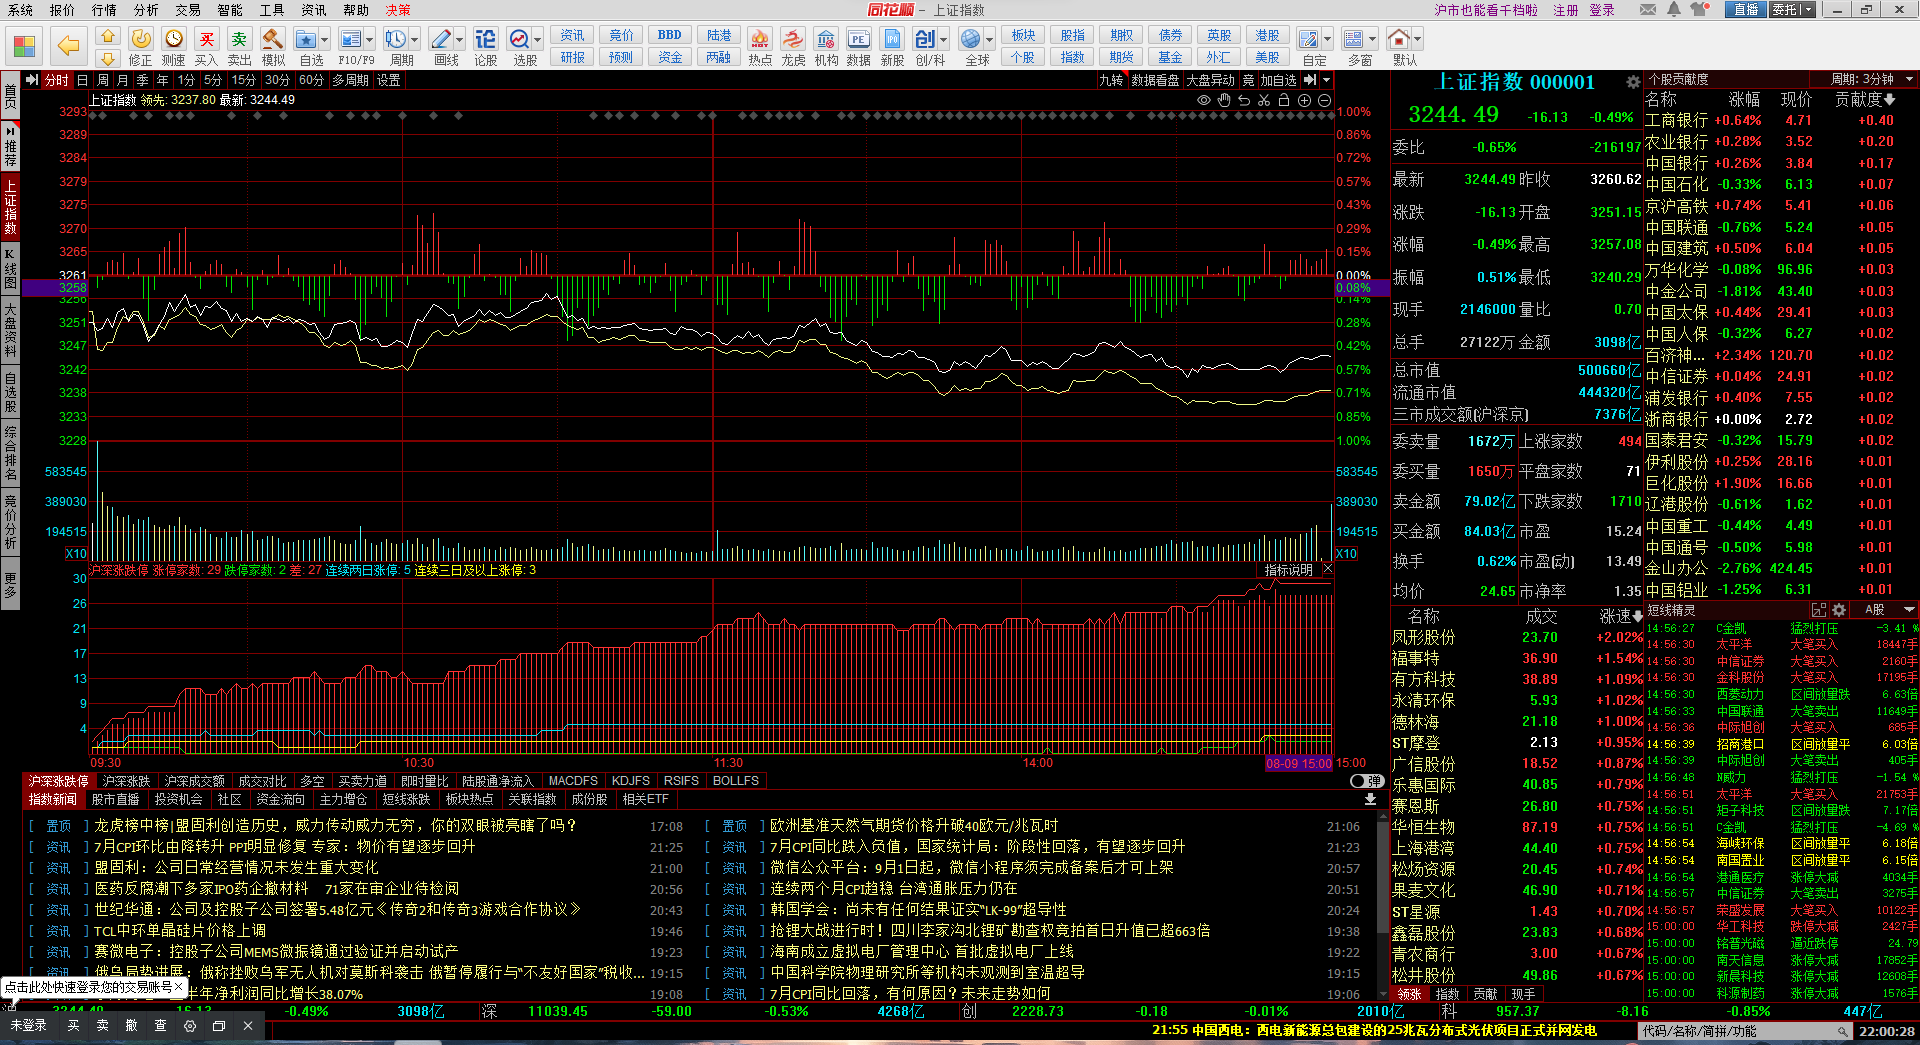 系统 报价 行情 分析 交易 智能 工具 资讯 帮助 决策
同花顺 - 上证指数
沪市也能看千档啦 注册 登录 直播 委托
修正 测速 买入 卖出 模拟 自选 F10/F9 周期 画线 论股 选股
资讯 竞价 BBD 陆港
研报 预测 资金 两融
热点 龙虎 机构 数据 新股 创/科 全球
板块 股指 期权 债券 英股 港股
个股 指数 期货 基金 外汇 美股
自定 多窗 默认
首页
推荐
上证指数
K线图
大盘资料
自选股
综合排名
竞价分析
更多
分时 日 周 月 季 年 1分 5分 15分 30分 60分 多周期 设置
九转 数据看盘 大盘异动 竞 加自选
上证指数 领先: 3237.80 最新: 3244.49
3293 1.00%
3289 0.86%
3284 0.72%
3279 0.57%
3275 0.43%
3270 0.29%
3265 0.15%
3261 0.00%
3258 0.08%
3256 0.14%
3251 0.28%
3247 0.42%
3242 0.57%
3238 0.71%
3233 0.85%
3228 1.00%
583545 583545
389030 389030
194515 194515
X10 X10
沪深涨跌停 涨停家数: 29 跌停家数: 2 差: 27 连续两日涨停: 5 连续三日及以上涨停: 3
指标说明
30
26
21
17
13
9
4
09:30 10:30 11:30 14:00 08-09 15:00 15:00
沪深涨跌停 沪深涨跌 沪深成交额 成交对比 多空 买卖力道 即时量比 陆股通净流入 MACDFS KDJFS RSIFS BOLLFS
弹
指数新闻 股市直播 投资机会 社区 资金流向 主力增仓 短线涨跌 板块热点 关联指数 成份股 相关ETF
[ 置顶 ] 龙虎榜中榜|盟固利创造历史，威力传动威力无穷，你的双眼被亮瞎了吗？ 17:08
[ 资讯 ] 7月CPI环比由降转升 PPI明显修复 专家：物价有望逐步回升 21:25
[ 资讯 ] 盟固利：公司日常经营情况未发生重大变化 21:00
[ 资讯 ] 医药反腐潮下多家IPO药企撤材料 71家在审企业待检阅 20:56
[ 资讯 ] 世纪华通：公司及控股子公司签署5.48亿元《传奇2和传奇3游戏合作协议》 20:43
[ 资讯 ] TCL中环单晶硅片价格上调 19:46
[ 资讯 ] 赛微电子：控股子公司MEMS微振镜通过验证并启动试产 19:23
[ 资讯 ] 俄乌局势进展：俄称挫败乌军无人机对莫斯科袭击 俄暂停履行与“不友好国家”税收... 19:15
半年净利润同比增长38.07% 19:08
[ 置顶 ] 欧洲基准天然气期货价格升破40欧元/兆瓦时 21:06
[ 资讯 ] 7月CPI同比跌入负值，国家统计局：阶段性回落，有望逐步回升 21:23
[ 资讯 ] 微信公众平台：9月1日起，微信小程序须完成备案后才可上架 20:57
[ 资讯 ] 连续两个月CPI趋稳 台湾通胀压力仍在 20:51
[ 资讯 ] 韩国学会：尚未有任何结果证实“LK-99”超导性 20:24
[ 资讯 ] 抢锂大战进行时！四川李家沟北锂矿勘查权竞拍首日升值已超663倍 19:38
[ 资讯 ] 海南成立虚拟电厂管理中心 首批虚拟电厂上线 19:22
[ 资讯 ] 中国科学院物理研究所等机构未观测到室温超导 19:15
[ 资讯 ] 7月CPI同比回落，有何原因？未来走势如何 19:06
点击此处快速登录您的交易账号×
上证指数 000001
3244.49 -16.13 -0.49%
委比 -0.65% -216197
最新 3244.49 昨收 3260.62
涨跌 -16.13 开盘 3251.15
涨幅 -0.49% 最高 3257.08
振幅 0.51% 最低 3240.29
现手 2146000 量比 0.70
总手 27122万 金额 3098亿
总市值 500660亿
流通市值 444320亿
三市成交额(沪深京) 7376亿
委卖量 1672万 上涨家数 494
委买量 1650万 平盘家数 71
卖金额 79.02亿 下跌家数 1710
买金额 84.03亿 市盈 15.24
换手 0.62% 市盈(动) 13.49
均价 24.65 市净率 1.35
名称 成交 涨速
凤形股份 23.70 +2.02%
福事特 36.90 +1.54%
有方科技 38.89 +1.09%
永清环保 5.93 +1.02%
德林海 21.18 +1.00%
ST摩登 2.13 +0.95%
广信股份 18.52 +0.87%
乐惠国际 40.85 +0.79%
赛恩斯 26.80 +0.75%
华恒生物 87.19 +0.75%
上海港湾 44.40 +0.75%
松炀资源 20.45 +0.74%
果麦文化 46.90 +0.71%
ST星源 1.43 +0.70%
鑫磊股份 23.83 +0.68%
青农商行 3.00 +0.67%
松井股份 49.86 +0.67%
领涨 指数 贡献 现手
个股贡献度 周期: 3分钟
名称 涨幅 现价 贡献度
工商银行 +0.64% 4.71 +0.40
农业银行 +0.28% 3.52 +0.20
中国银行 +0.26% 3.84 +0.17
中国石化 -0.33% 6.13 +0.07
京沪高铁 +0.74% 5.41 +0.06
中国联通 -0.76% 5.24 +0.05
中国建筑 +0.50% 6.04 +0.05
万华化学 -0.08% 96.96 +0.03
中金公司 -1.81% 43.40 +0.03
中国太保 +0.44% 29.41 +0.03
中国人保 -0.32% 6.27 +0.02
百济神... +2.34% 120.70 +0.02
中信证券 +0.04% 24.91 +0.02
浦发银行 +0.40% 7.55 +0.02
浙商银行 +0.00% 2.72 +0.02
国泰君安 -0.32% 15.79 +0.02
伊利股份 +0.25% 28.16 +0.01
巨化股份 +1.90% 16.66 +0.01
辽港股份 -0.61% 1.62 +0.01
中国重工 -0.44% 4.49 +0.01
中国通号 -0.50% 5.98 +0.01
金山办公 -2.76% 424.45 +0.01
中国铝业 -1.25% 6.31 +0.01
短线精灵 A股
14:56:27 C金凯 猛烈打压 -3.41 %
14:56:30 太平洋 大笔买入 18447手
14:56:30 中信证券 大笔买入 2160手
14:56:30 金科股份 大笔买入 17195手
14:56:30 西菱动力 区间放量跌 6.63倍
14:56:33 中国联通 大笔卖出 11649手
14:56:36 中际旭创 大笔买入 685手
14:56:39 招商港口 区间放量平 6.03倍
14:56:39 中际旭创 大笔卖出 405手
14:56:48 N威力 猛烈打压 -1.54 %
14:56:51 太平洋 大笔买入 21753手
14:56:51 矩子科技 区间放量跌 7.17倍
14:56:51 C金凯 猛烈打压 -4.69 %
14:56:54 海峡环保 区间放量平 6.18倍
14:56:54 南国置业 区间放量平 6.15倍
14:56:54 港通医疗 涨停大减 4034手
14:56:57 中信证券 大笔卖出 3275手
14:56:57 荣盛发展 大笔买入 10122手
15:00:00 华工科技 跌停大减 2427手
15:00:00 铭普光磁 逼近跌停 24.79
15:00:00 南天信息 涨停大减 17852手
15:00:00 新晨科技 涨停大减 12608手
15:00:00 科源制药 涨停大减 1576手
3244.49 -16.13 -0.49% 3098亿 深 11039.45 -59.00 -0.53% 4268亿 创 2228.73 -0.18 -0.01% 2010亿 科 957.37 -8.16 -0.85% 447亿
未登录 买 卖 撤 查
21:55 中国西电：西电新能源总包建设的25兆瓦分布式光伏项目正式并网发电
代码/名称/简拼/功能 22:00:28